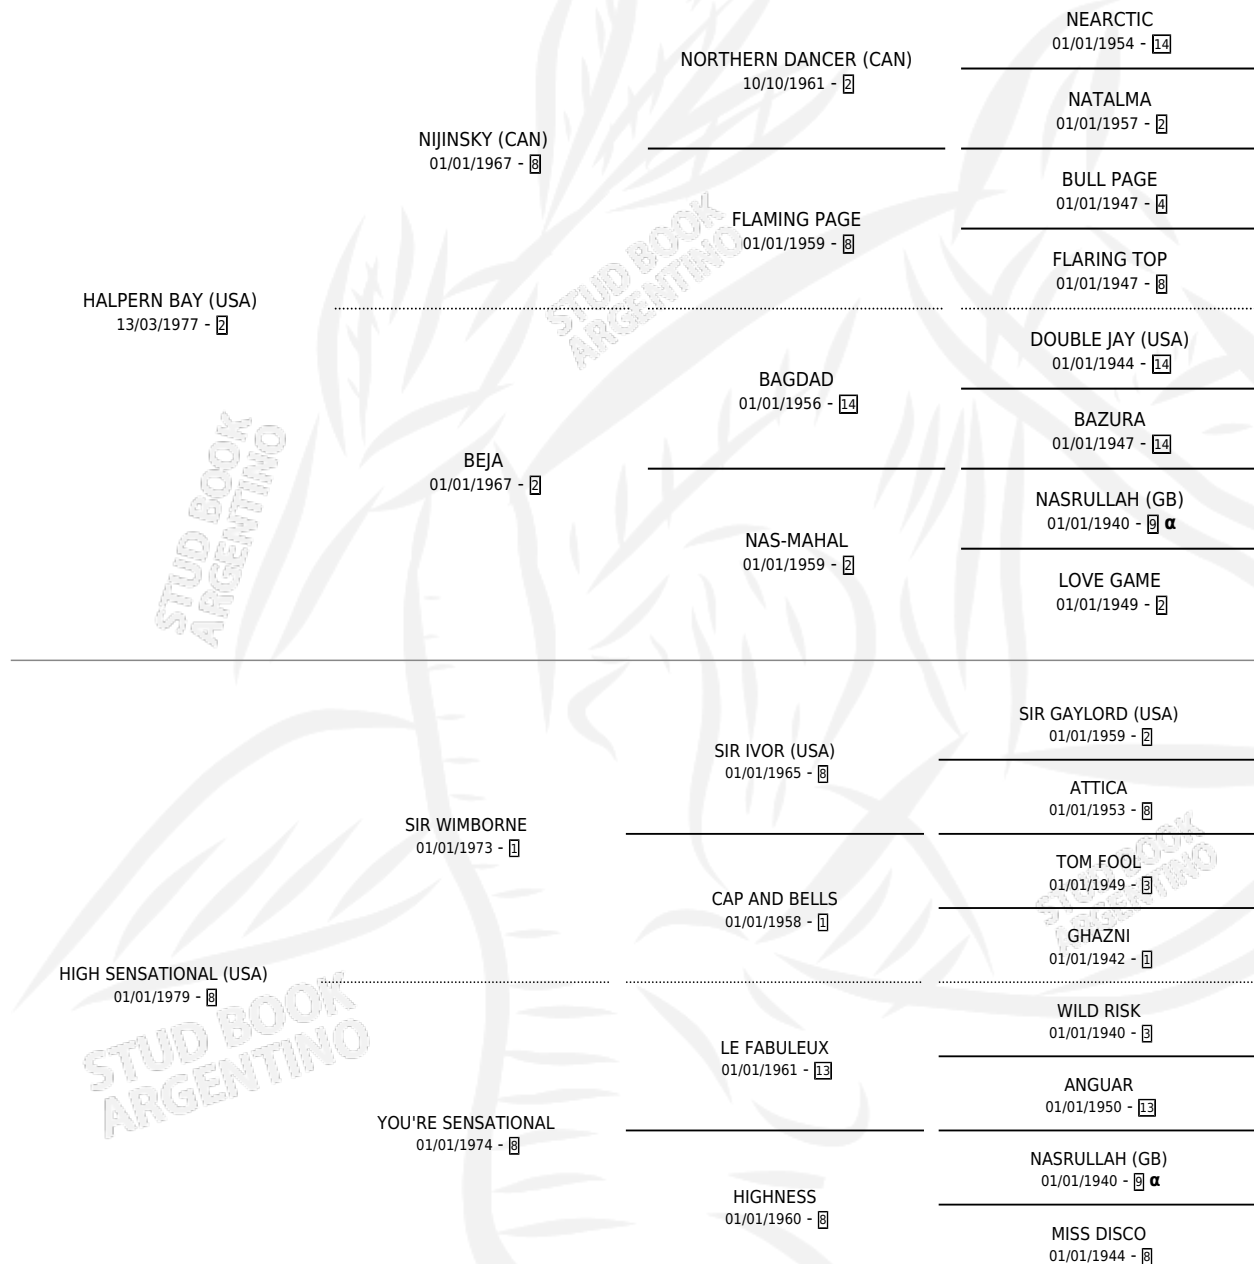 NEARCTIC
01/01/1954 - 14
NORTHERN DANCER (CAN)
10/10/1961 - 2
NATALMA
01/01/1957 - 2
NIJINSKY (CAN)
01/01/1967 - 8
BULL PAGE
01/01/1947 - 4
FLAMING PAGE
01/01/1959 - 8
FLARING TOP
01/01/1947 - 8
HALPERN BAY (USA)
13/03/1977 - 2
DOUBLE JAY (USA)
01/01/1944 - 14
BAGDAD
01/01/1956 - 14
BAZURA
01/01/1947 - 14
BEJA
01/01/1967 - 2
NASRULLAH (GB)
01/01/1940 - 9 α
NAS-MAHAL
01/01/1959 - 2
LOVE GAME
01/01/1949 - 2
SIR GAYLORD (USA)
01/01/1959 - 2
SIR IVOR (USA)
01/01/1965 - 8
ATTICA
01/01/1953 - 8
SIR WIMBORNE
01/01/1973 - 1
TOM FOOL
01/01/1949 - 3
CAP AND BELLS
01/01/1958 - 1
GHAZNI
01/01/1942 - 1
HIGH SENSATIONAL (USA)
01/01/1979 - 8
WILD RISK
01/01/1940 - 3
LE FABULEUX
01/01/1961 - 13
ANGUAR
01/01/1950 - 13
YOU'RE SENSATIONAL
01/01/1974 - 8
NASRULLAH (GB)
01/01/1940 - 9 α
HIGHNESS
01/01/1960 - 8
MISS DISCO
01/01/1944 - 8
STUD BOOK
ARGENTINO
STUD BOOK
ARGENTINO
STUD BOOK
ARGENTINO
STUD BOOK
ARGENTINO